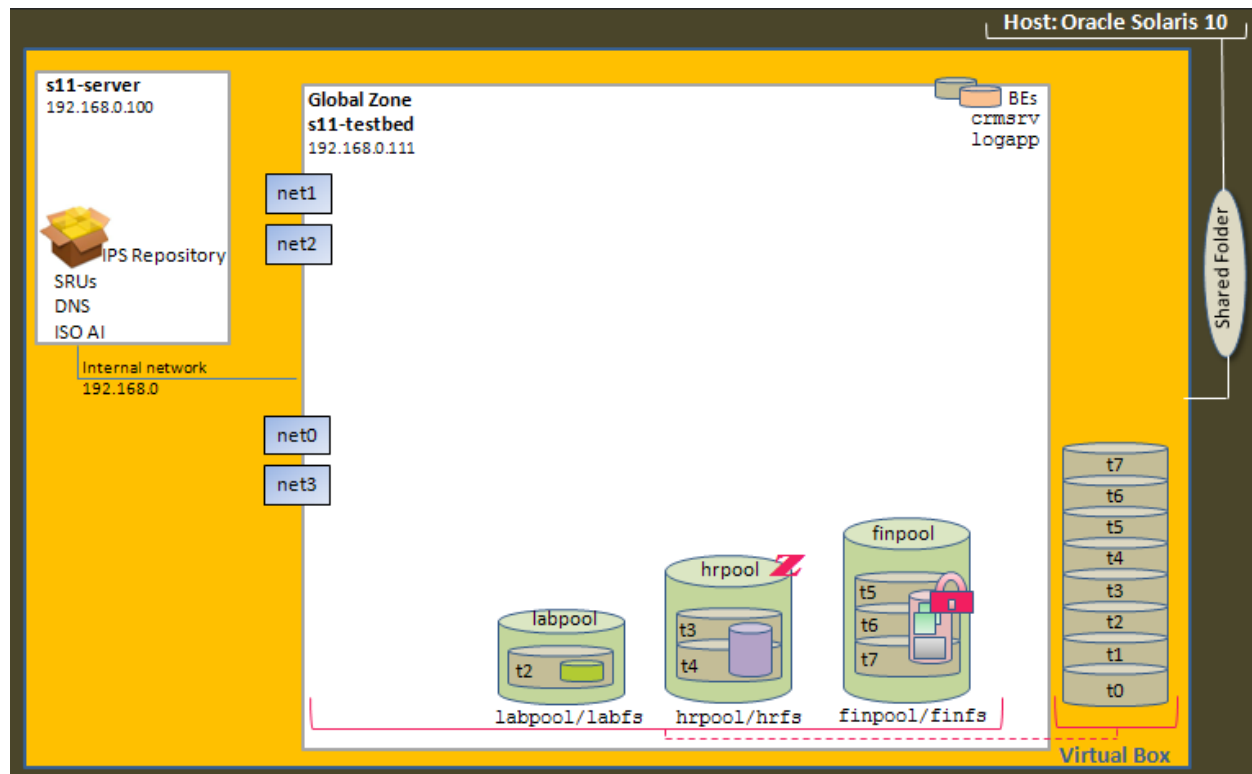 Host: Oracle Solaris 10
s11-server
192.168.0.100
IPS Repository
SRUs
DNS
ISO AI
Internal network
192.168.0
Global Zone
s11-testbed
192.168.0.111
BEs
crmsrv
logapp
net1
net2
net0
net3
Shared Folder
labpool
t2
labpool/labfs
hrpool
Z
t3
t4
hrpool/hrfs
finpool
t5
t6
t7
finpool/finfs
t7
t6
t5
t4
t3
t2
t1
t0
Virtual Box